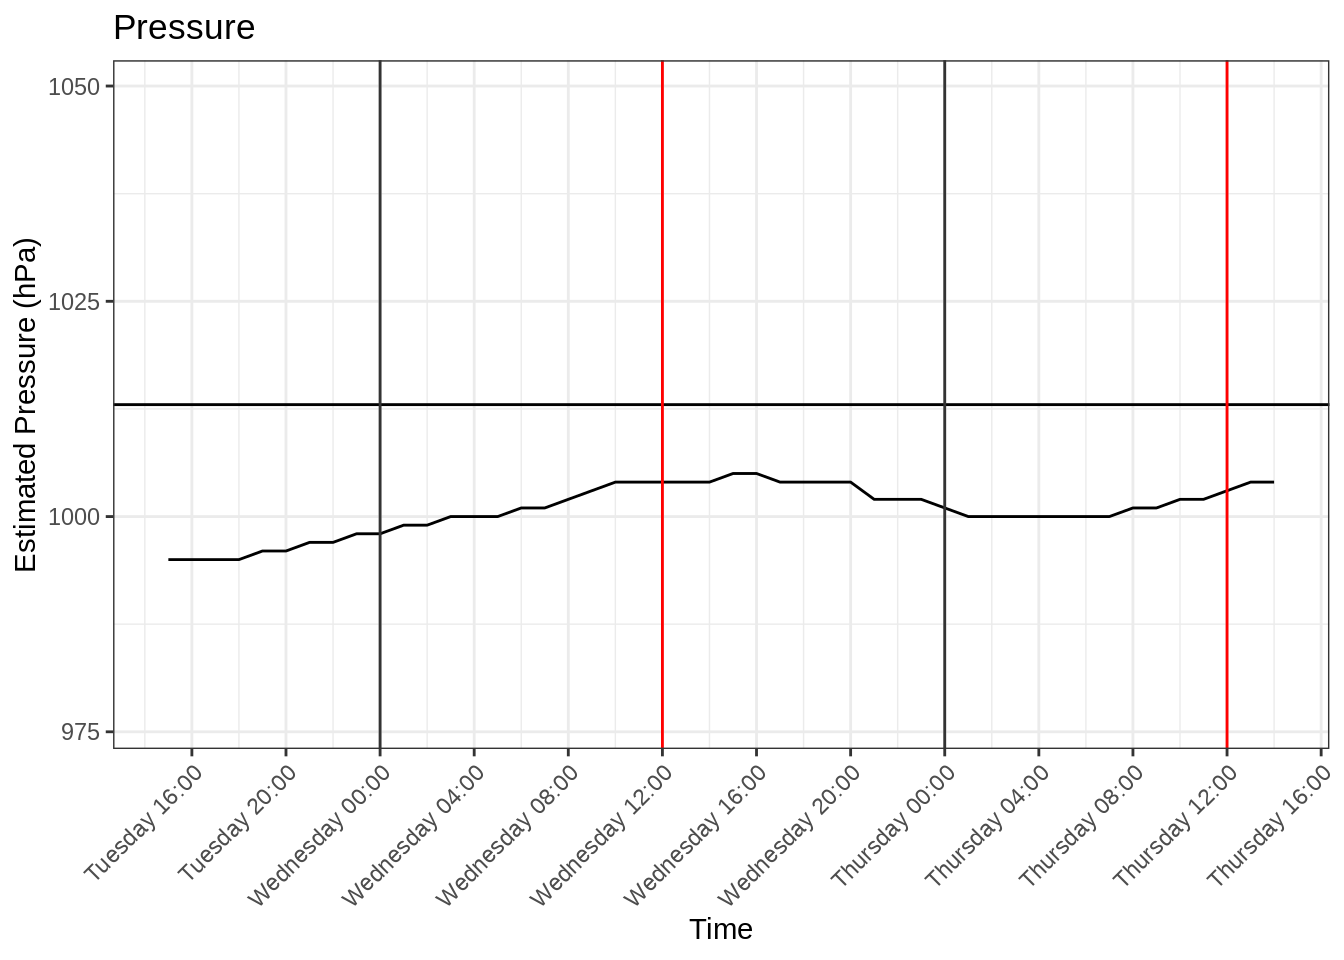 Pressure
Estimated Pressure (hPa)
1050
1025
1000
975
Tuesday 16:00
Tuesday 20:00
Wednesday 00:00
Wednesday 04:00
Wednesday 08:00
Wednesday 12:00
Wednesday 16:00
Wednesday 20:00
Thursday 00:00
Thursday 04:00
Thursday 08:00
Thursday 12:00
Thursday 16:00
Time